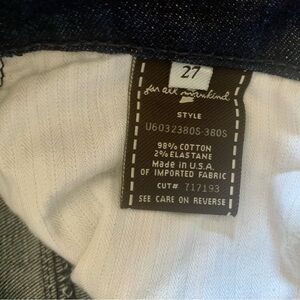 27
for all mankind
STYLE
U603Z380S-380S
98% COTTON
2% ELASTANE
Made in U.S.A
OF IMPORTED FABRIC
CUT# 717193
SEE CARE ON REVERSE